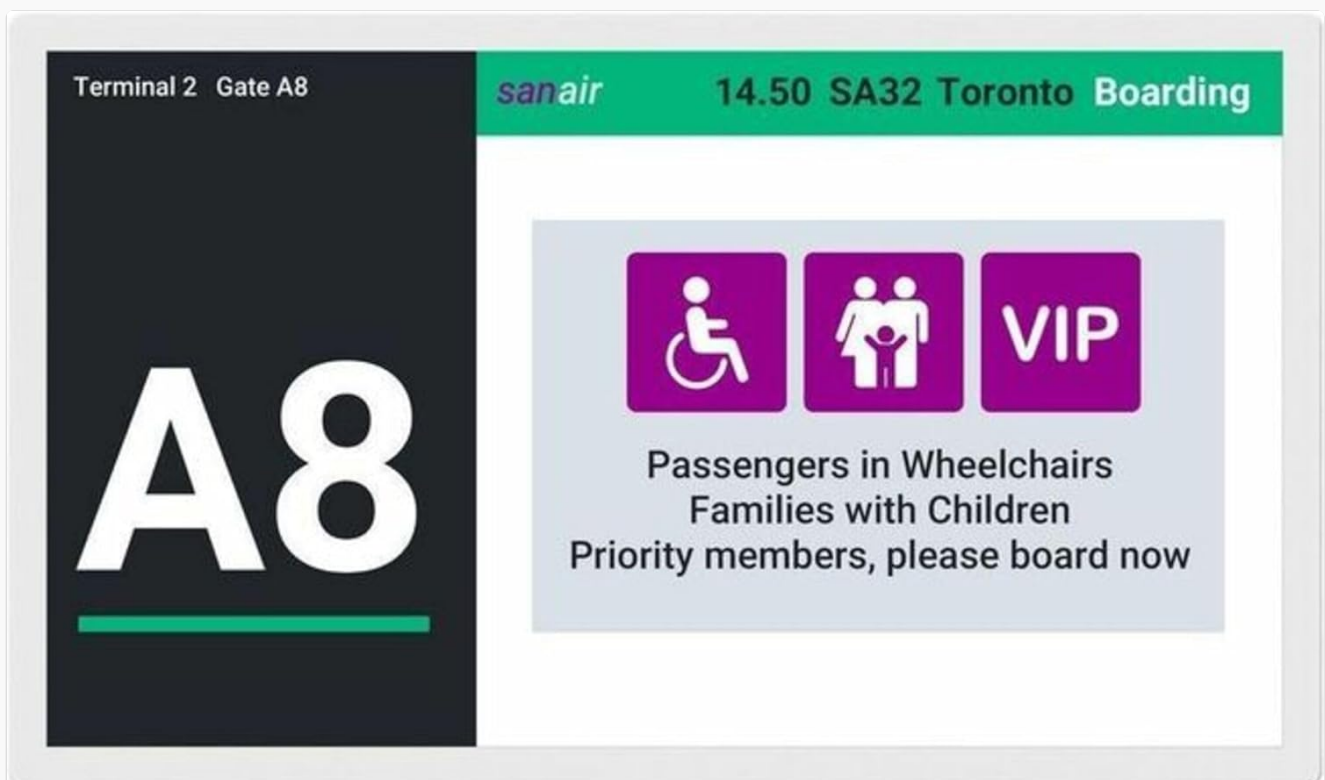 Terminal 2 Gate A8
A8
sanair 14.50 SA32 Toronto Boarding
VIP
Passengers in Wheelchairs
Families with Children
Priority members, please board now